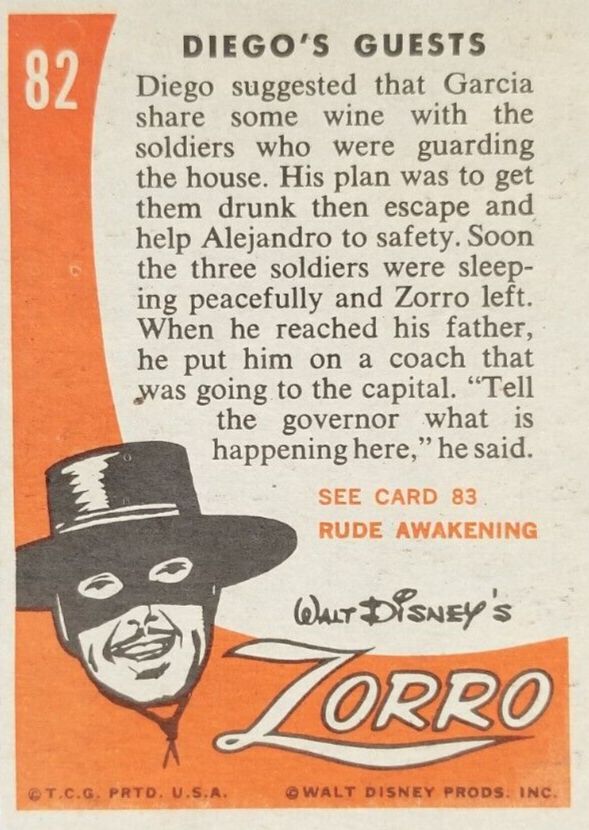 82
DIEGO'S GUESTS
Diego suggested that Garcia
share some wine with the
soldiers who were guarding
the house. His plan was to get
them drunk then escape and
help Alejandro to safety. Soon
the three soldiers were sleep-
ing peacefully and Zorro left.
When he reached his father,
he put him on a coach that
was going to the capital. “Tell
the governor what is
happening here,” he said.
SEE CARD 83
RUDE AWAKENING
WALT DISNEY'S
ZORRO
©T.C.G. PRTD. U.S.A.
©WALT DISNEY PRODS. INC.